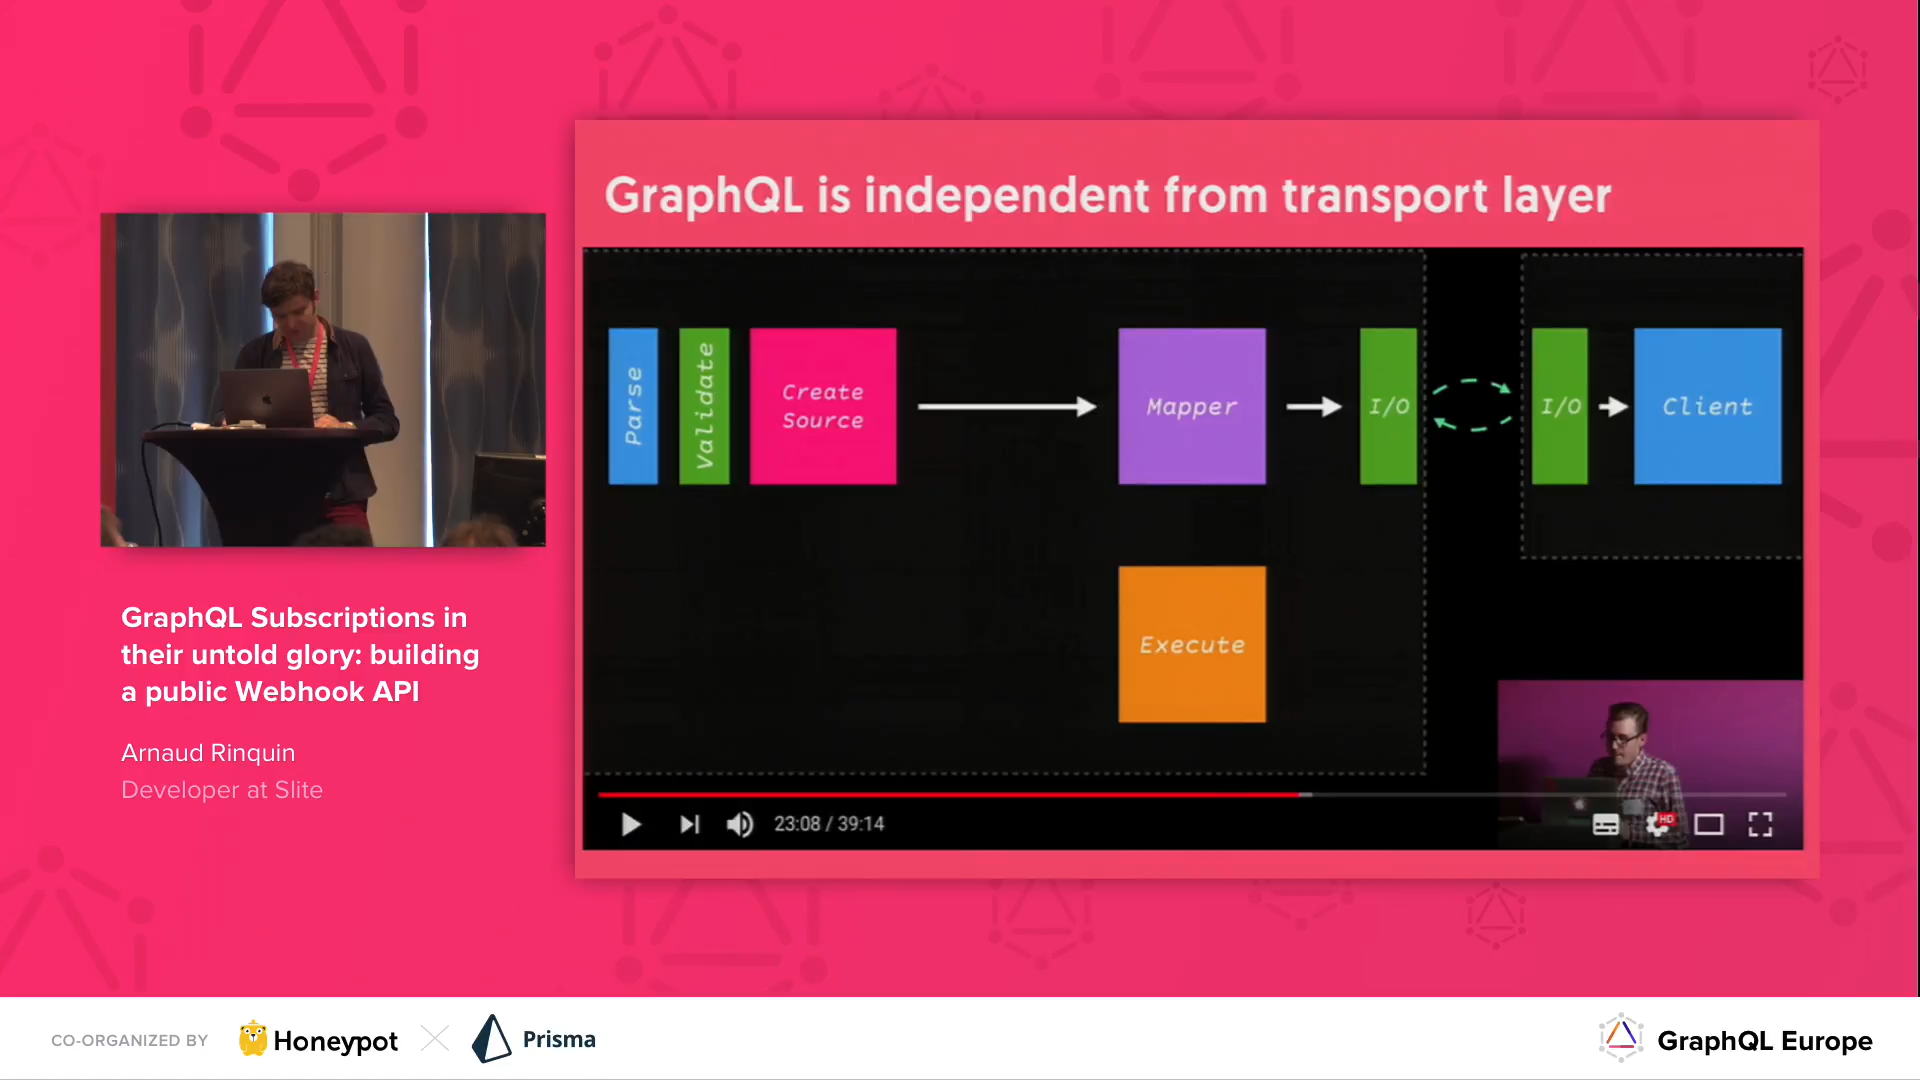 GraphQL is independent from transport layer
Parse
Validate
Create
Source
Mapper
I/O
I/O
Client
Execute
23:08 / 39:14
HD
GraphQL Subscriptions in
their untold glory: building
a public Webhook API
Arnaud Rinquin
Developer at Slite
CO-ORGANIZED BY
Honeypot
Prisma
GraphQL Europe